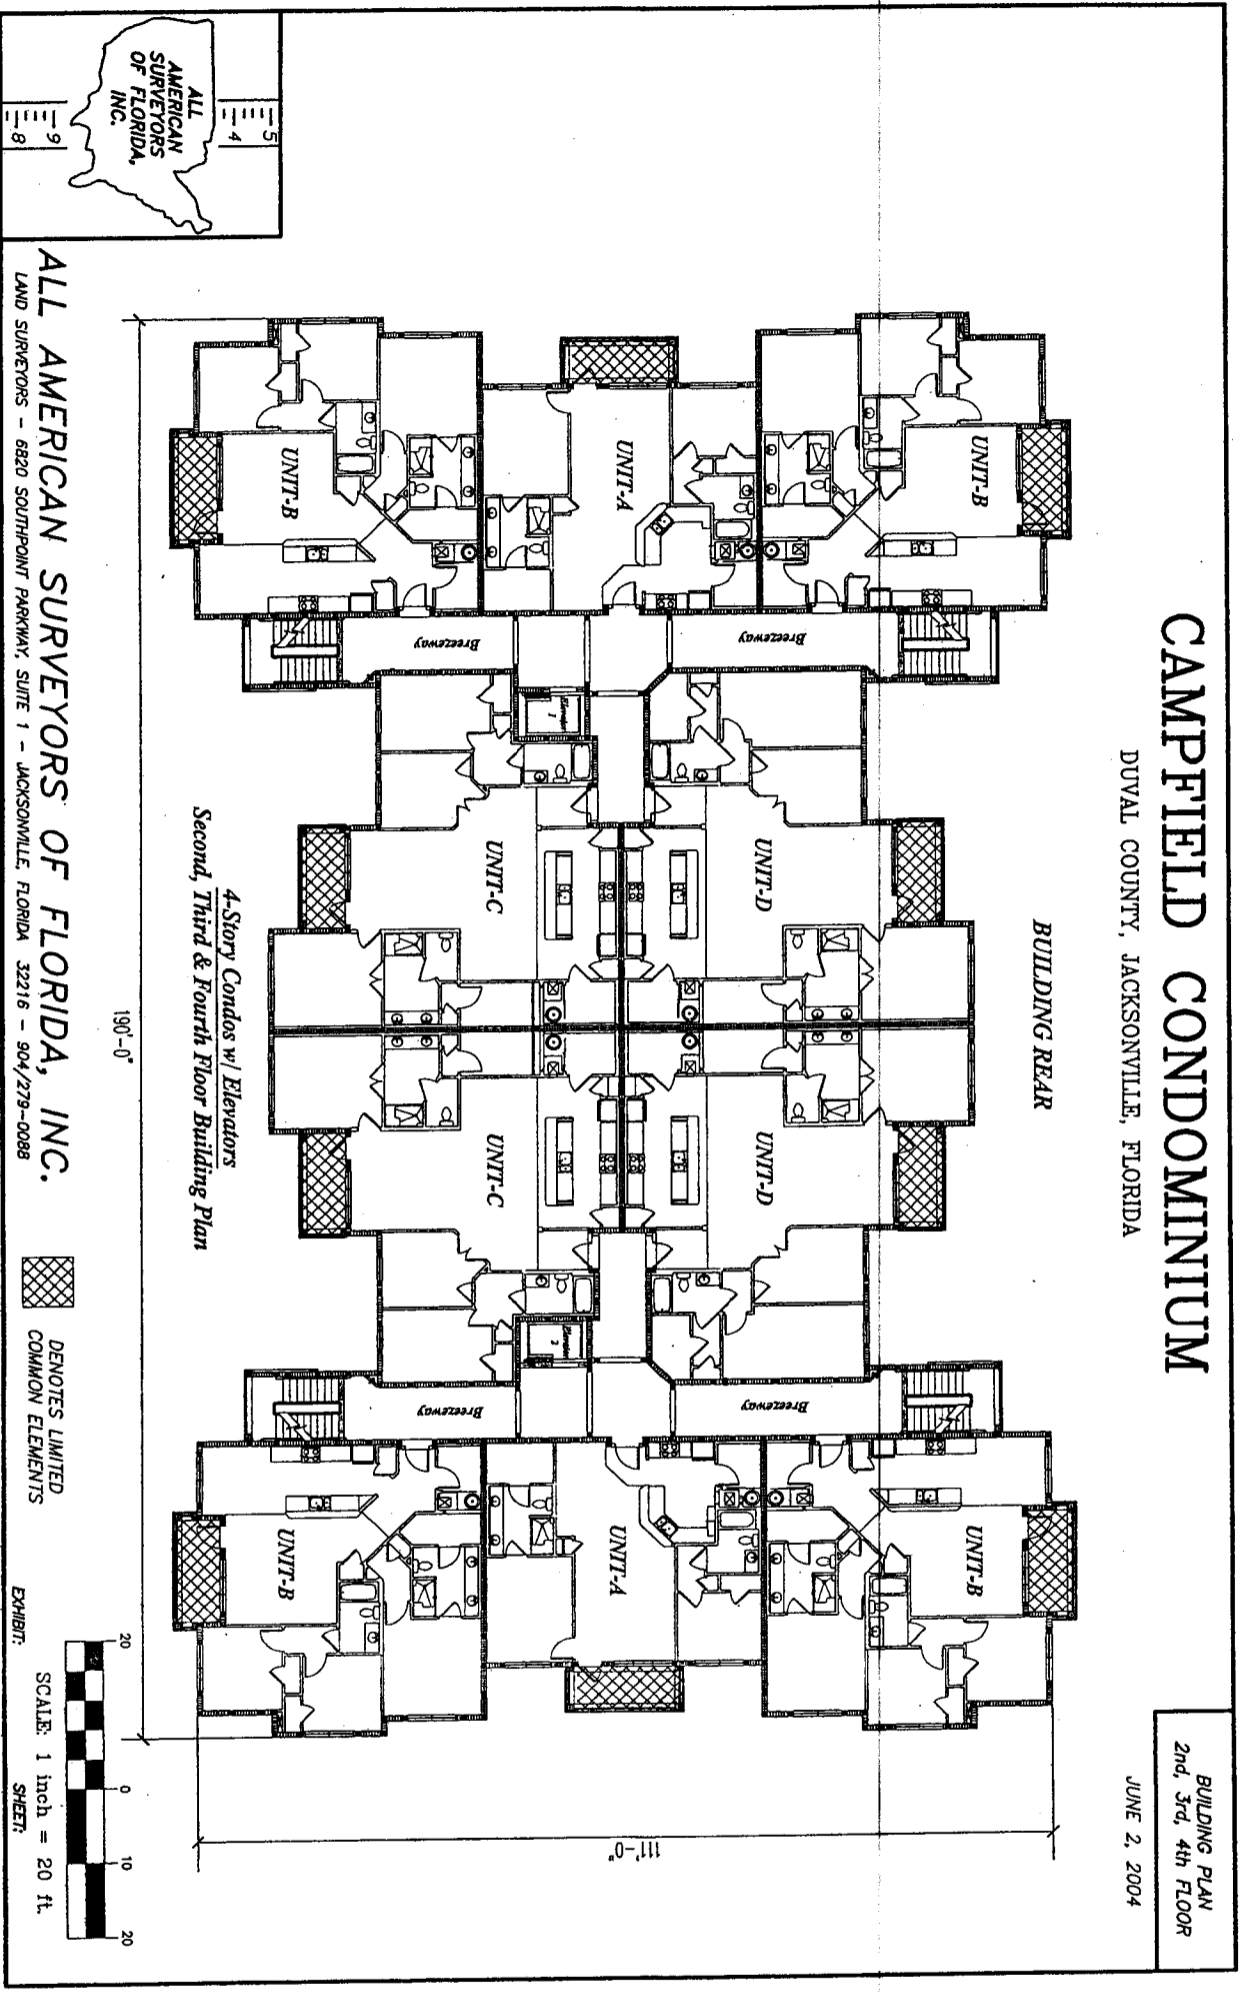 CAMPFIELD CONDOMINIUM
DUVAL COUNTY, JACKSONVILLE, FLORIDA
BUILDING PLAN
2nd, 3rd, 4th FLOOR
JUNE 2, 2004
BUILDING REAR
UNIT-B
UNIT-B
UNIT-D
UNIT-D
UNIT-A
UNIT-A
UNIT-C
UNIT-C
UNIT-B
UNIT-B
Breezeway
Breezeway
Breezeway
Breezeway
Elevator
1
Elevator
2
111'-0"
4-Story Condos w/ Elevators
Second, Third & Fourth Floor Building Plan
190'-0"
ALL
AMERICAN
SURVEYORS
OF FLORIDA,
INC.
5
4
9
8
ALL AMERICAN SURVEYORS OF FLORIDA, INC.
LAND SURVEYORS - 6820 SOUTHPOINT PARKWAY, SUITE 1 - JACKSONVILLE, FLORIDA 32216 - 904/279-0088
DENOTES LIMITED
COMMON ELEMENTS
20 0 10 20
SCALE: 1 inch = 20 ft.
EXHIBIT: SHEET: